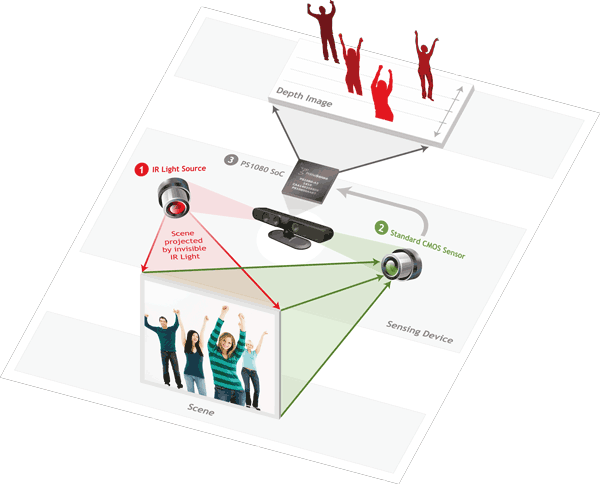 Depth Image
1 IR Light Source
3 PS1080 SoC
PrimeSense
2 Standard CMOS Sensor
Scene
projected
by invisible
IR Light
Sensing Device
Scene